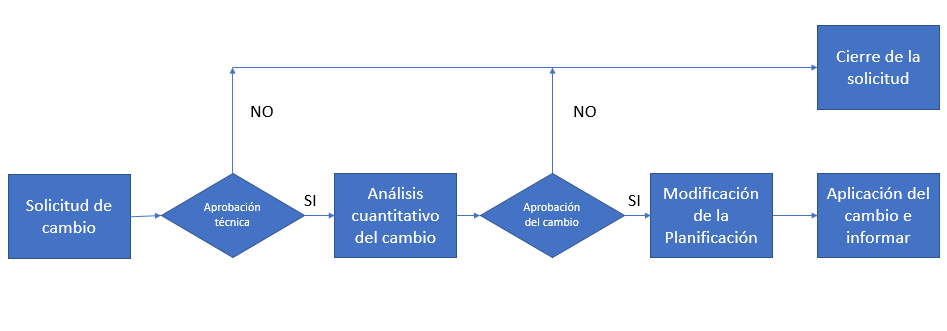 Cierre de la
solicitud
NO
NO
Solicitud de
cambio
Aprobación
técnica
SI
Análisis
cuantitativo
del cambio
Aprobación
del cambio
SI
Modificación
de la
Planificación
Aplicación del
cambio e
informar